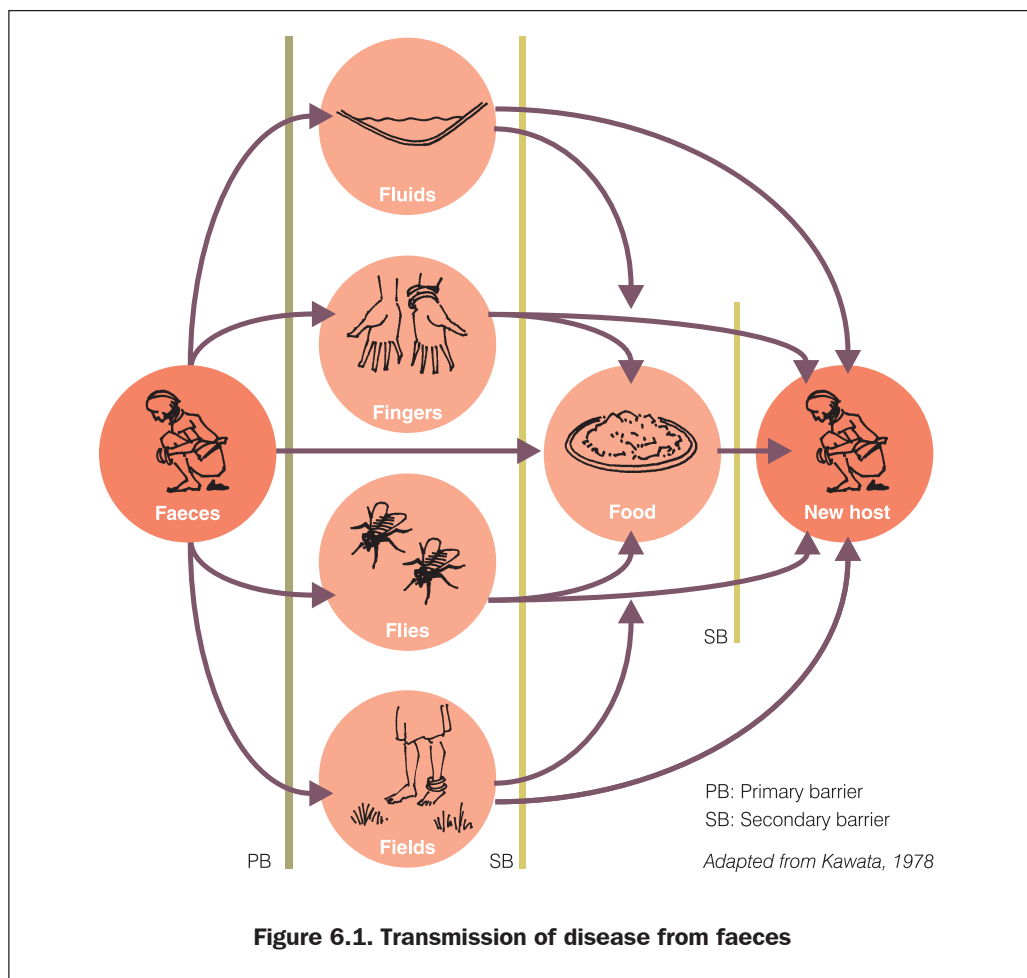 Fluids
Fingers
Faeces
Food
New host
Flies
SB
Fields
PB
SB
PB: Primary barrier
SB: Secondary barrier
Adapted from Kawata, 1978
Figure 6.1. Transmission of disease from faeces